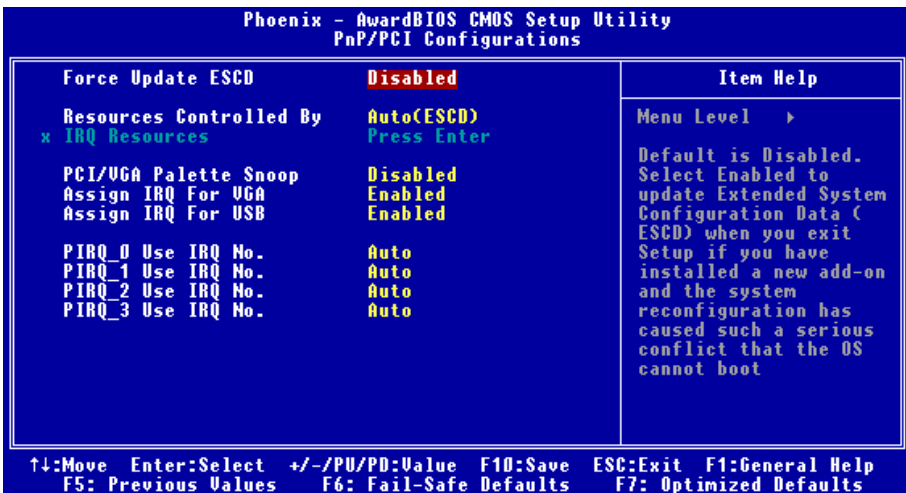 Phoenix - AwardBIOS CMOS Setup Utility
PnP/PCI Configurations
Force Update ESCD Disabled
Resources Controlled By Auto(ESCD)
x IRQ Resources Press Enter
PCI/VGA Palette Snoop Disabled
Assign IRQ For VGA Enabled
Assign IRQ For USB Enabled
PIRQ_0 Use IRQ No. Auto
PIRQ_1 Use IRQ No. Auto
PIRQ_2 Use IRQ No. Auto
PIRQ_3 Use IRQ No. Auto
Item Help
Menu Level ▸
Default is Disabled.
Select Enabled to
update Extended System
Configuration Data (
ESCD) when you exit
Setup if you have
installed a new add-on
and the system
reconfiguration has
caused such a serious
conflict that the OS
cannot boot
↑↓:Move Enter:Select +/-/PU/PD:Value F10:Save ESC:Exit F1:General Help
F5: Previous Values F6: Fail-Safe Defaults F7: Optimized Defaults